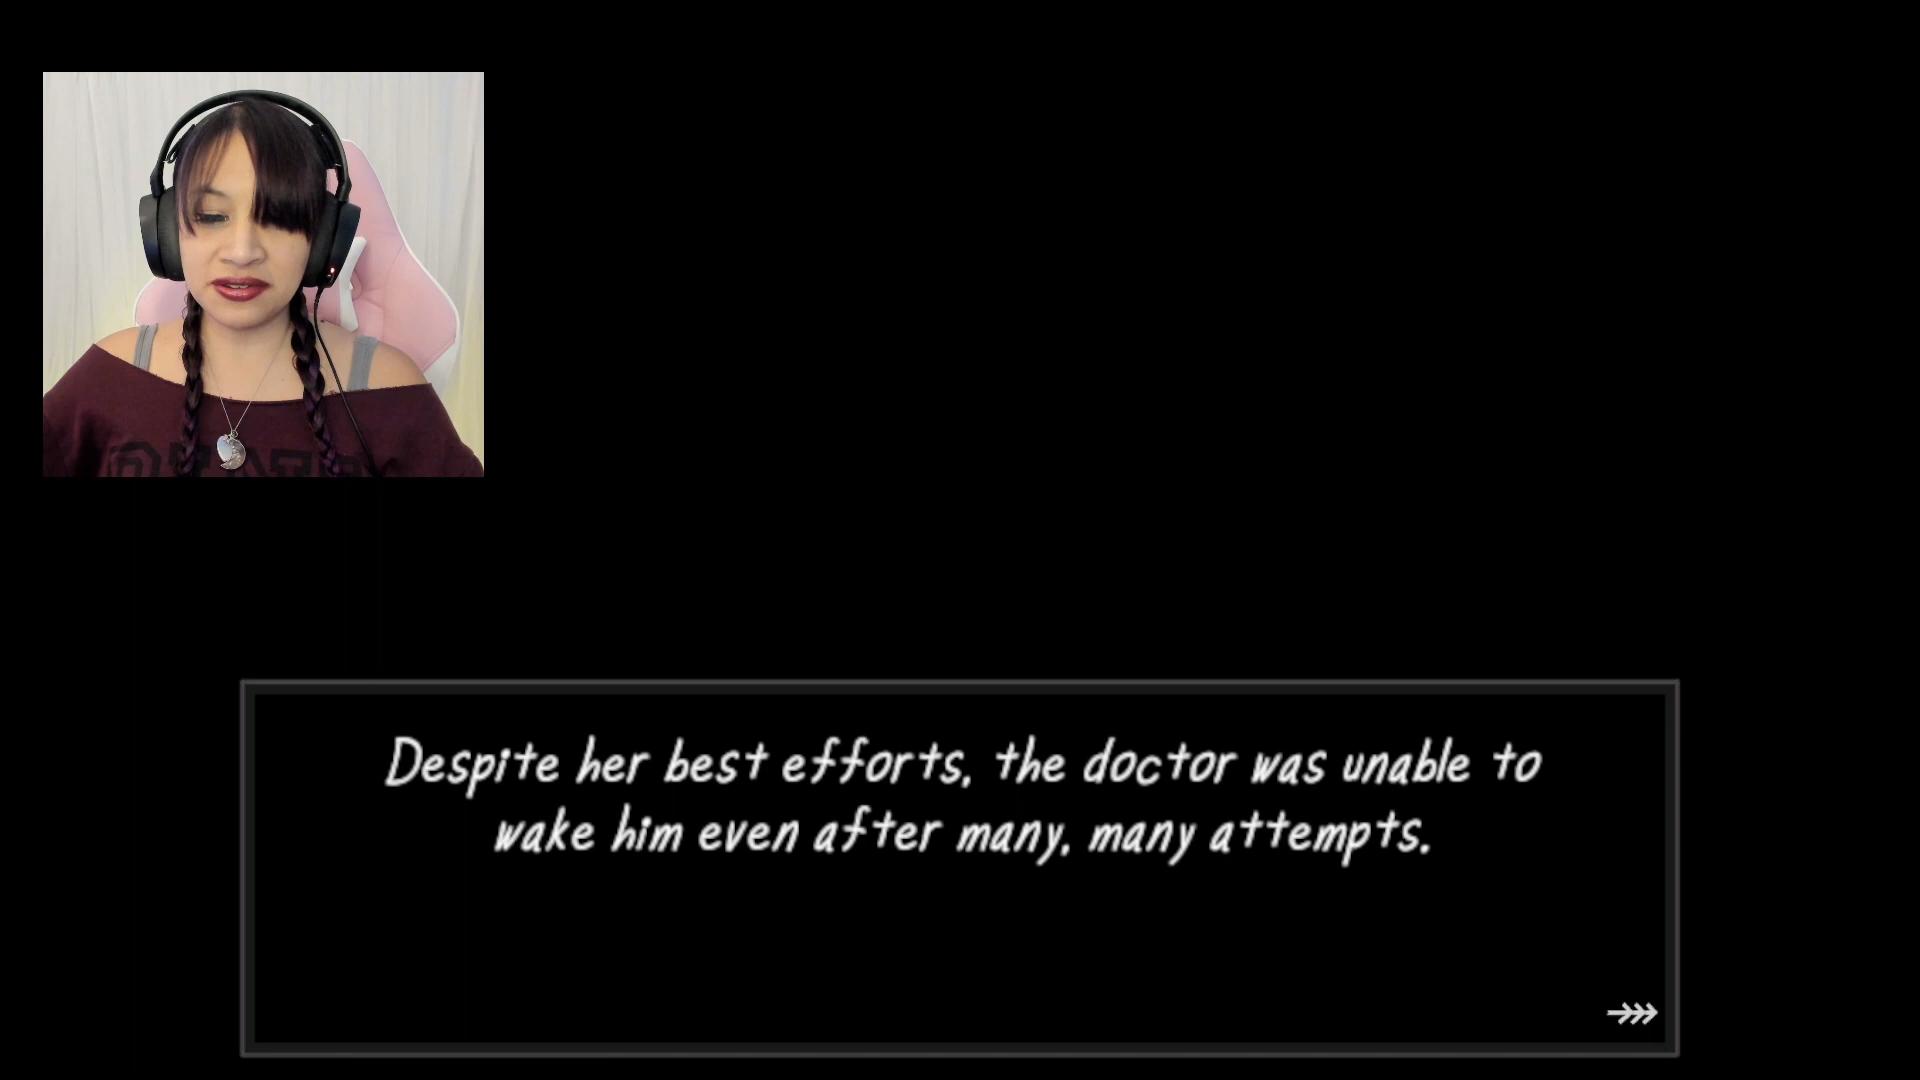 Despite her best efforts, the doctor was unable to
wake him even after many, many attempts.